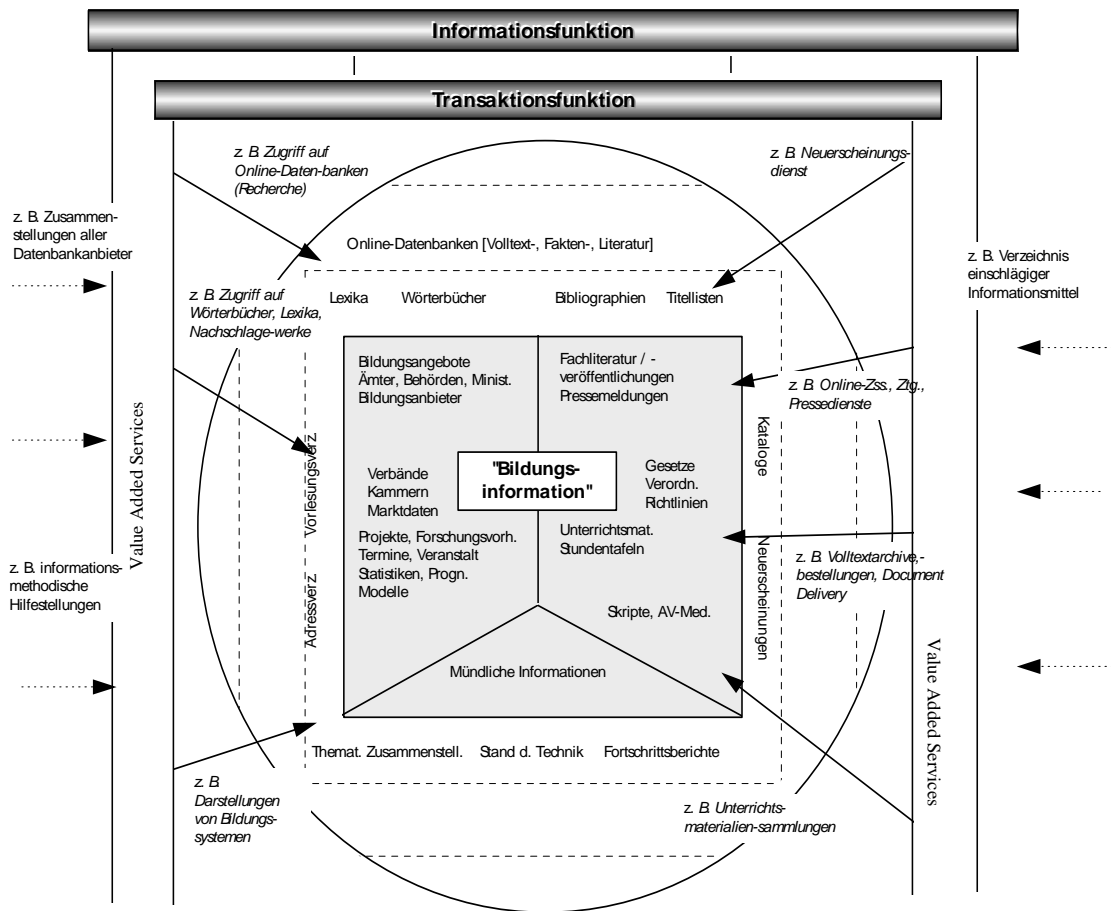 Informationsfunktion
Transaktionsfunktion
z. B. Zugriff auf
Online-Daten-banken
(Recherche)
z. B. Neuerscheinungs-
dienst
z. B. Zusammen-
stellungen aller
Datenbankanbieter
Online-Datenbanken [Volltext-, Fakten-, Literatur]
z. B. Verzeichnis
einschlägiger
Informationsmittel
z. B. Zugriff auf
Wörterbücher, Lexika,
Nachschlage-werke
Lexika Wörterbücher Bibliographien Titellisten
Bildungsangebote
Ämter, Behörden, Minist.
Bildungsanbieter
Fachliteratur / -
veröffentlichungen
Pressemeldungen
z. B. Online-Zss., Ztg.,
Pressedienste
Value Added Services
Vorlesungsverz.
Kataloge
"Bildungs-
information"
Verbände
Kammern
Marktdaten
Gesetze
Verordn.
Richtlinien
Projekte, Forschungsvorh.
Termine, Veranstalt
Statistiken, Progn.
Modelle
Unterrichtsmat.
Stundentafeln
z. B. informations-
methodische
Hilfestellungen
Adressverz.
Neuerscheinungen
z. B. Volltextarchive,-
bestellungen, Document
Delivery
Skripte, AV-Med.
Mündliche Informationen
Value Added Services
Themat. Zusammenstell. Stand d. Technik Fortschrittsberichte
z. B.
Darstellungen
von Bildungs-
systemen
z. B. Unterrichts-
materialien-sammlungen